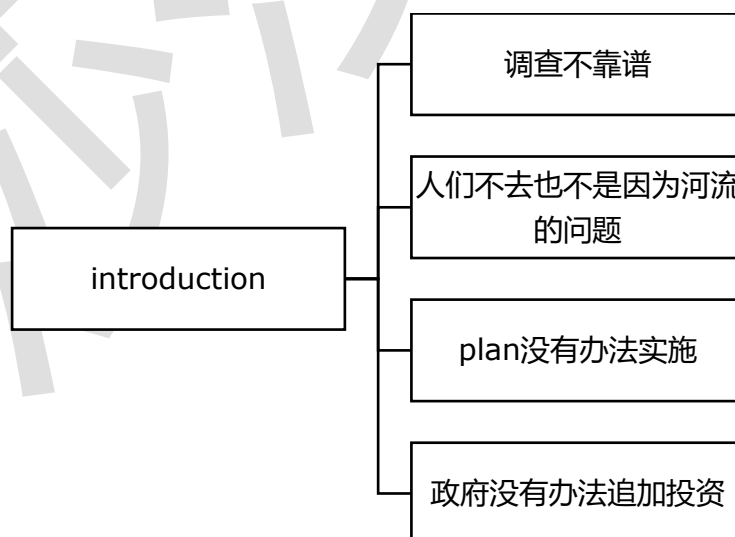 调查不靠谱
人们不去也不是因为河流
的问题
introduction
plan没有办法实施
政府没有办法追加投资